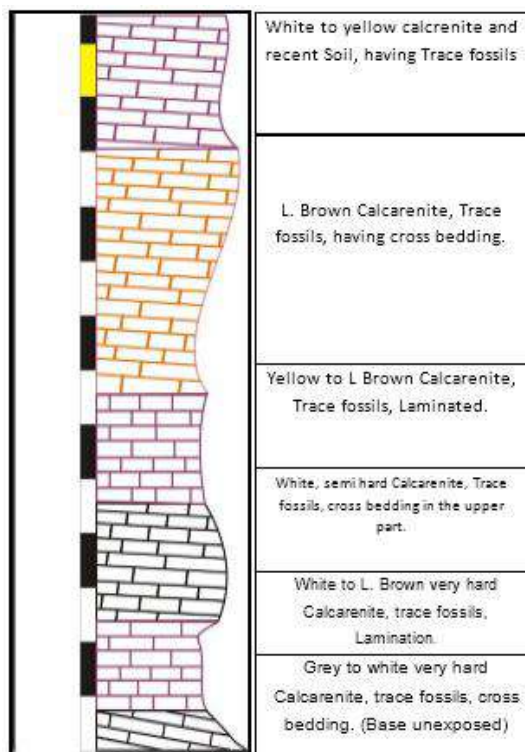 White to yellow calcrenite and
recent Soil, having Trace fossils
L. Brown Calcarenite, Trace
fossils, having cross bedding.
Yellow to L Brown Calcarenite,
Trace fossils, Laminated.
White, semi hard Calcarenite, Trace
fossils, cross bedding in the upper
part.
White to L. Brown very hard
Calcarenite, trace fossils,
Lamination.
Grey to white very hard
Calcarenite, trace fossils, cross
bedding. (Base unexposed)